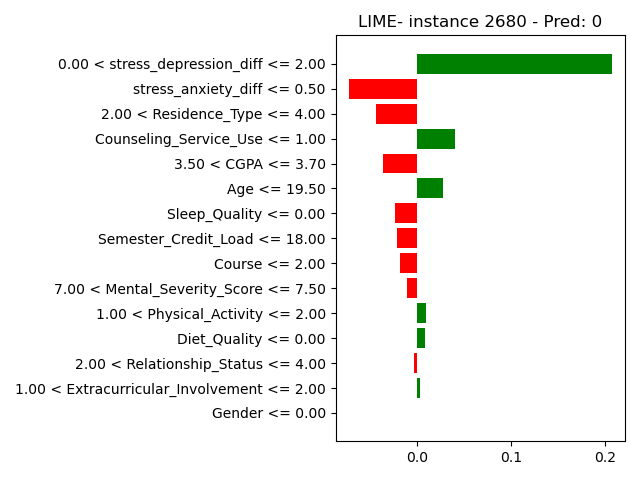 LIME- instance 2680 - Pred: 0
0.00 < stress_depression_diff <= 2.00
stress_anxiety_diff <= 0.50
2.00 < Residence_Type <= 4.00
Counseling_Service_Use <= 1.00
3.50 < CGPA <= 3.70
Age <= 19.50
Sleep_Quality <= 0.00
Semester_Credit_Load <= 18.00
Course <= 2.00
7.00 < Mental_Severity_Score <= 7.50
1.00 < Physical_Activity <= 2.00
Diet_Quality <= 0.00
2.00 < Relationship_Status <= 4.00
1.00 < Extracurricular_Involvement <= 2.00
Gender <= 0.00
0.0 0.1 0.2